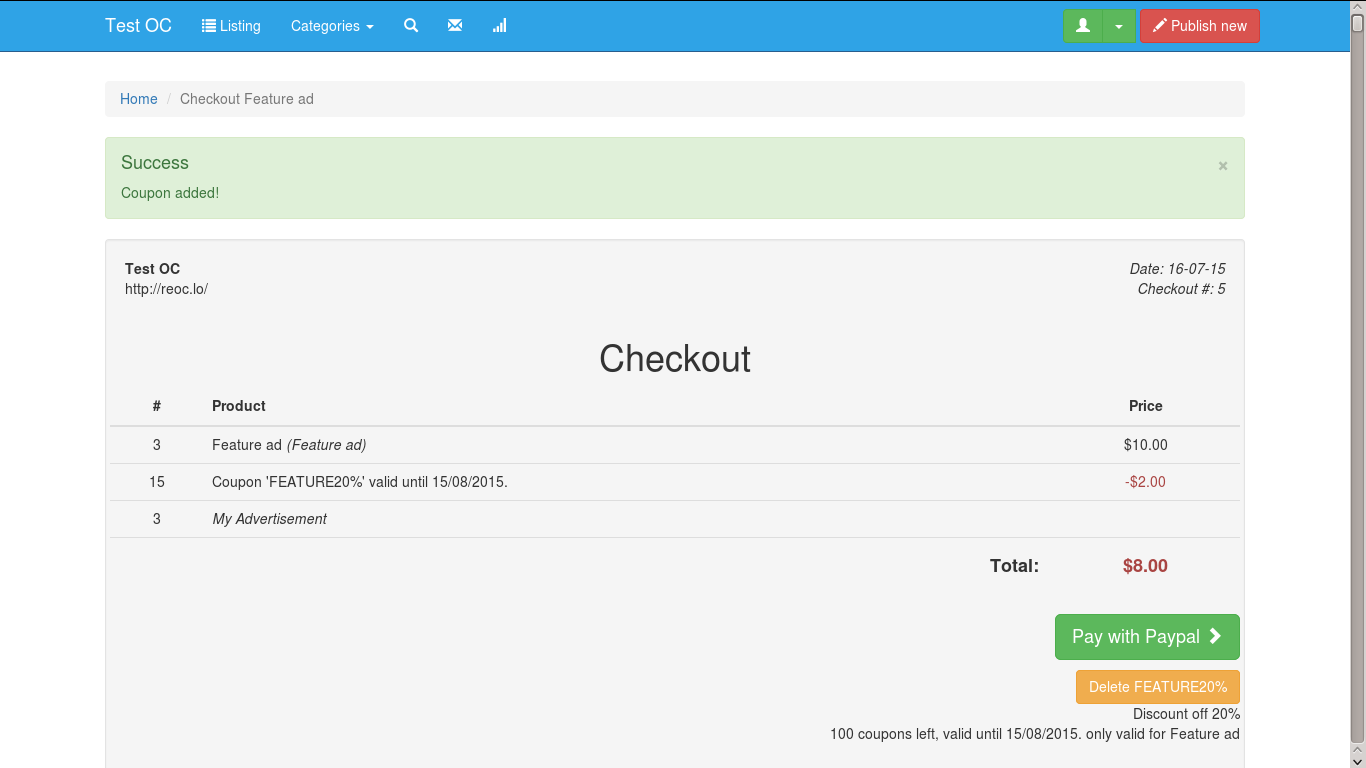 Test OC Listing Categories Publish new
Home / Checkout Feature ad
Success
×
Coupon added!
Test OC Date: 16-07-15
http://reoc.lo/ Checkout #: 5
Checkout
# Product Price
3 Feature ad (Feature ad) $10.00
15 Coupon 'FEATURE20%' valid until 15/08/2015. -$2.00
3 My Advertisement
Total: $8.00
Pay with Paypal
Delete FEATURE20%
Discount off 20%
100 coupons left, valid until 15/08/2015. only valid for Feature ad